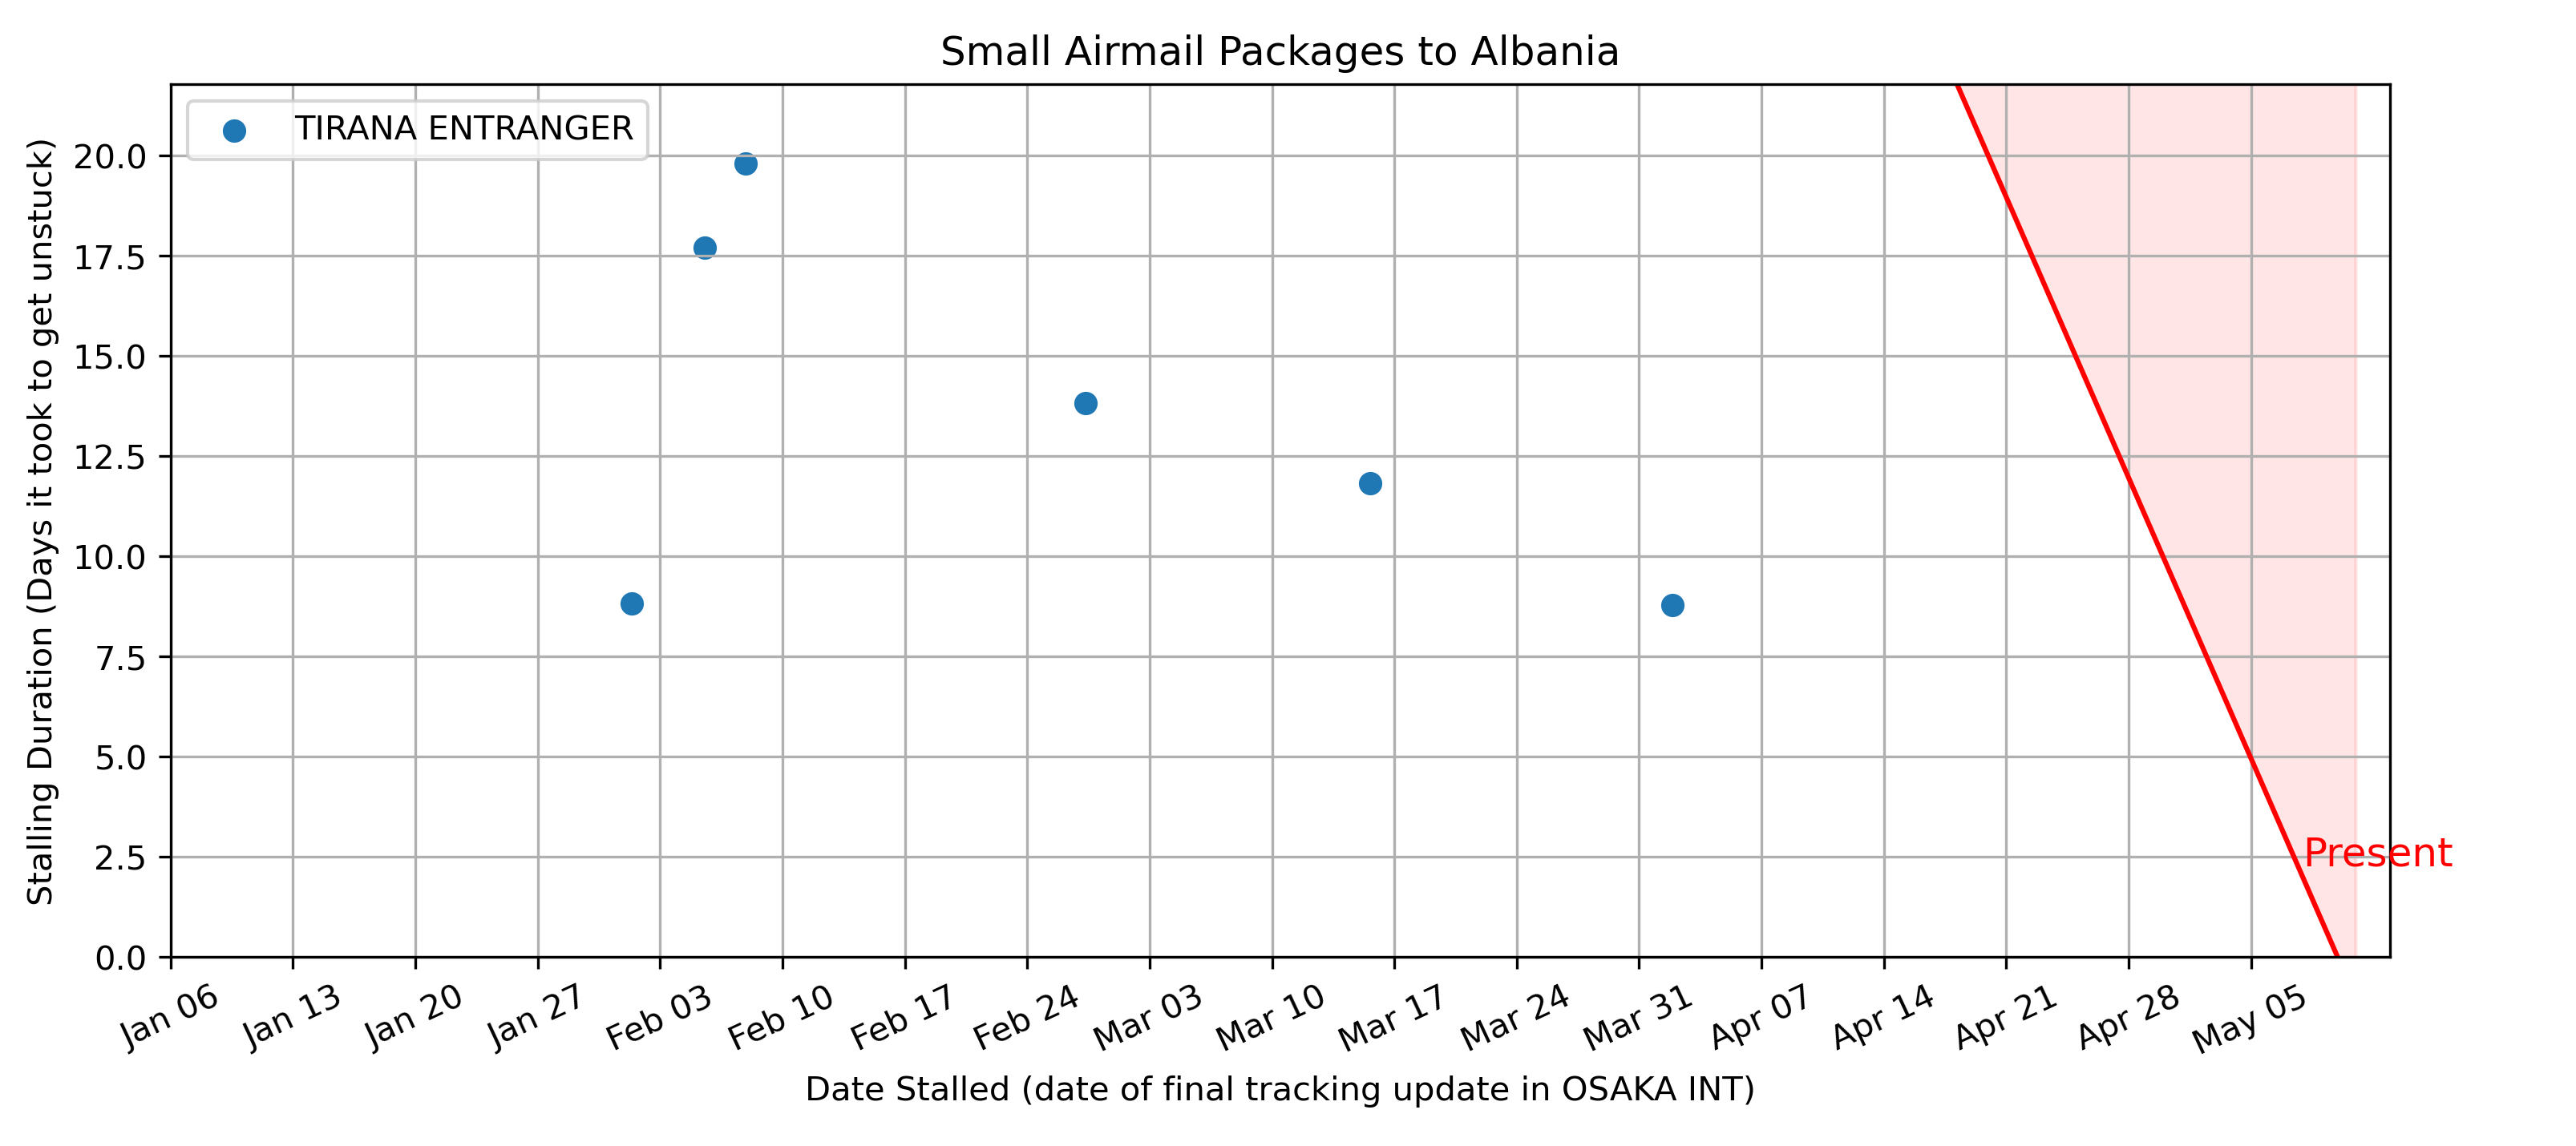 Small Airmail Packages to Albania
TIRANA ENTRANGER
Stalling Duration (Days it took to get unstuck)
20.0
17.5
15.0
12.5
10.0
7.5
5.0
2.5
0.0
Present
Jan 06
Jan 13
Jan 20
Jan 27
Feb 03
Feb 10
Feb 17
Feb 24
Mar 03
Mar 10
Mar 17
Mar 24
Mar 31
Apr 07
Apr 14
Apr 21
Apr 28
May 05
Date Stalled (date of final tracking update in OSAKA INT)